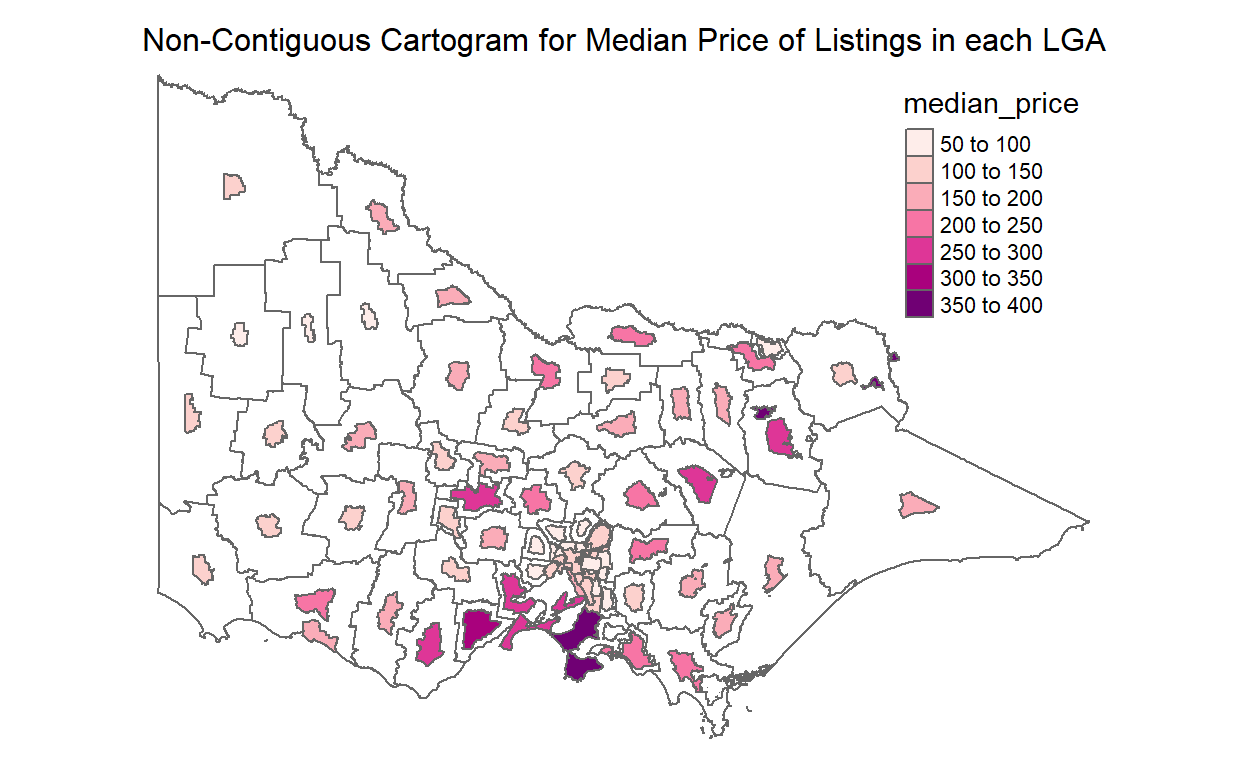 Non-Contiguous Cartogram for Median Price of Listings in each LGA
median_price
50 to 100
100 to 150
150 to 200
200 to 250
250 to 300
300 to 350
350 to 400